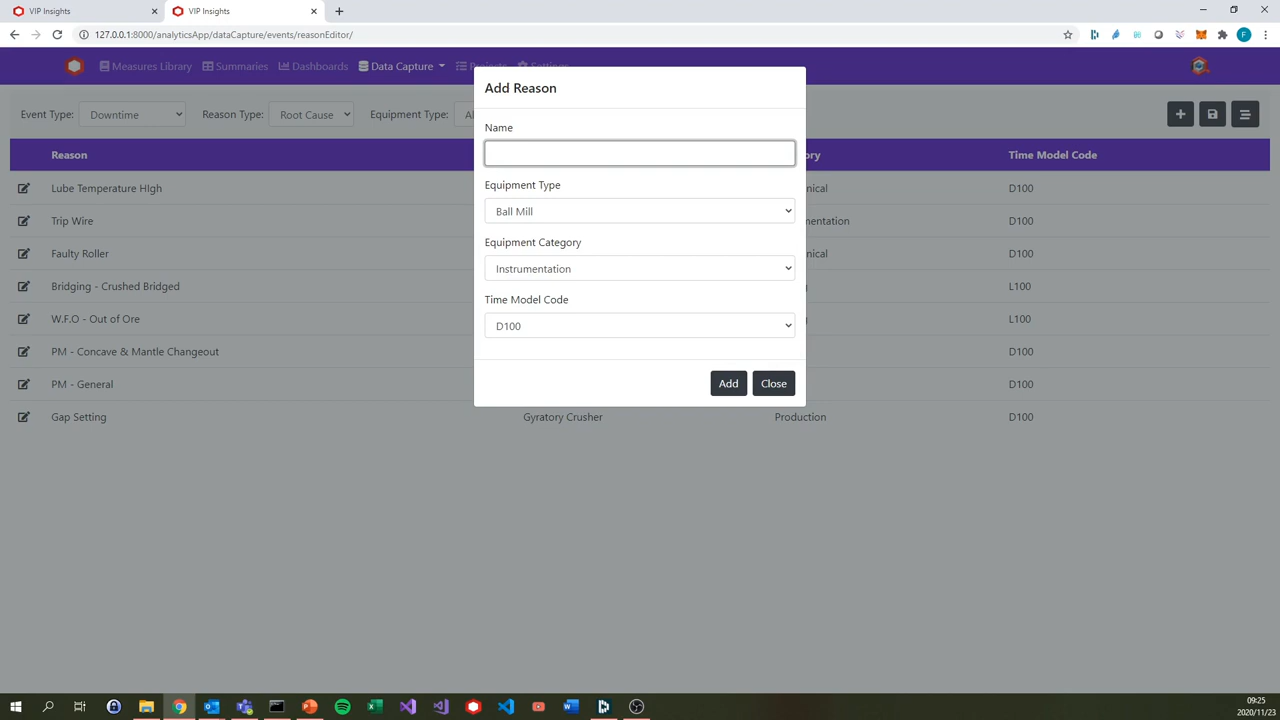 VIP Insights
VIP Insights
127.0.0.1:8000/analyticsApp/dataCapture/events/reasonEditor/
Measures Library Summaries Dashboards Data Capture Projects Settings
Event Type: Downtime Reason Type: Root Cause Equipment Type: Al
Add Reason
Name
Equipment Type
Ball Mill
Equipment Category
Instrumentation
Time Model Code
D100
Add Close
Reason ory Time Model Code
Lube Temperature HIgh nical D100
Trip Wire mentation D100
Faulty Roller nical D100
Bridging - Crushed Bridged L100
W.F.O - Out of Ore L100
PM - Concave & Mantle Changeout D100
PM - General D100
Gap Setting Gyratory Crusher Production D100
09:25
2020/11/23